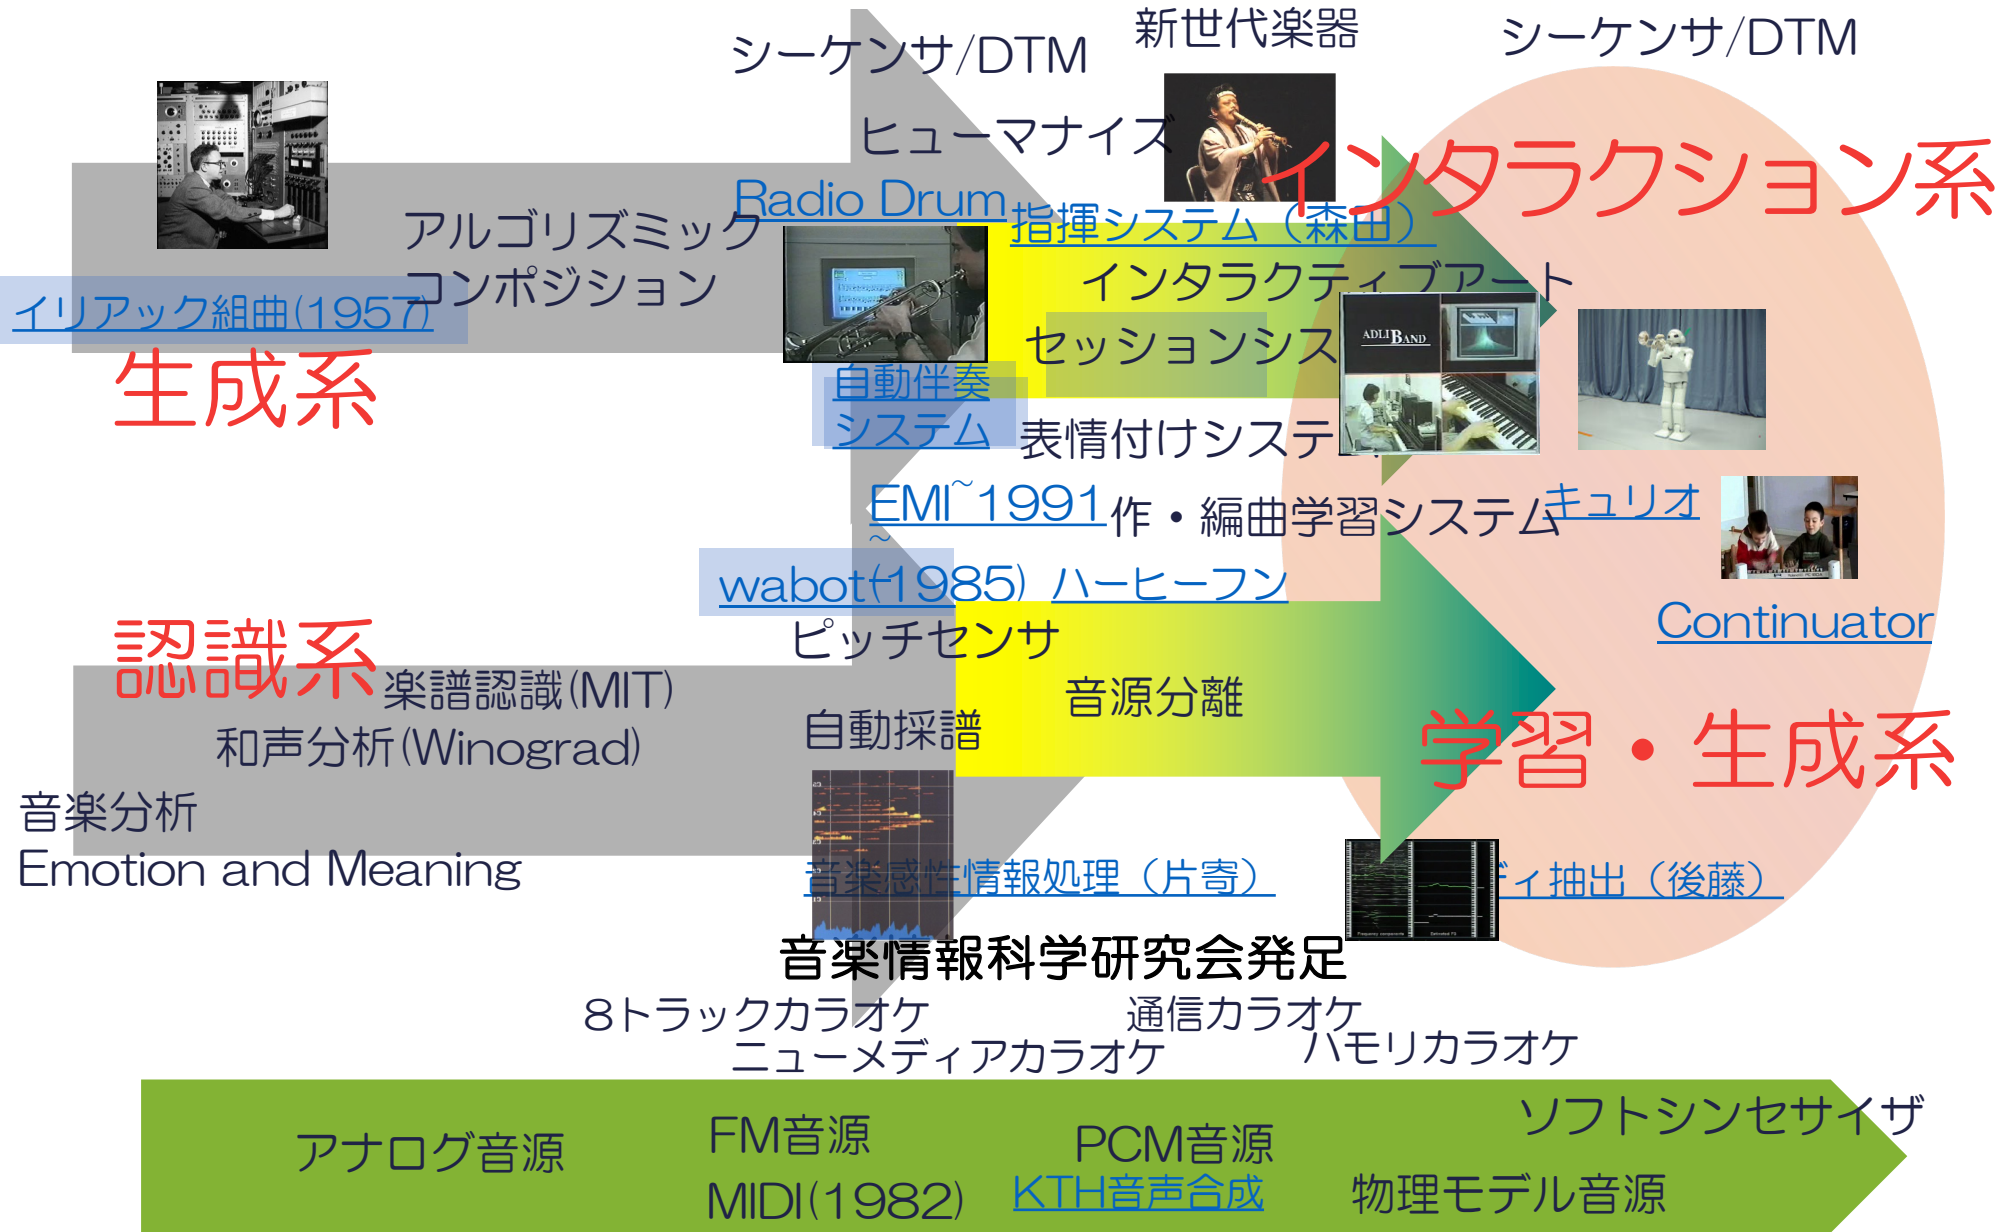 シーケンサ/DTM
新世代楽器
シーケンサ/DTM
ヒューマナイズ
インタラクション系
Radio Drum
指揮システム（森田）
アルゴリズミック
コンポジション
インタラクティブアート
イリアック組曲(1957)
セッションシス
ADLIBAND
生成系
自動伴奏
システム
表情付けシステ
EMI~1991
作・編曲学習システム
キュリオ
~
wabot(1985)
ハーヒーフン
Continuator
認識系
ピッチセンサ
楽譜認識(MIT)
音源分離
和声分析(Winograd)
自動採譜
学習・生成系
音楽分析
Emotion and Meaning
音楽感性情報処理（片寄）
ディ抽出（後藤）
Frequency components
Estimated F0
音楽情報科学研究会発足
8トラックカラオケ
通信カラオケ
ニューメディアカラオケ
ハモリカラオケ
ソフトシンセサイザ
アナログ音源
FM音源
PCM音源
MIDI(1982)
KTH音声合成
物理モデル音源